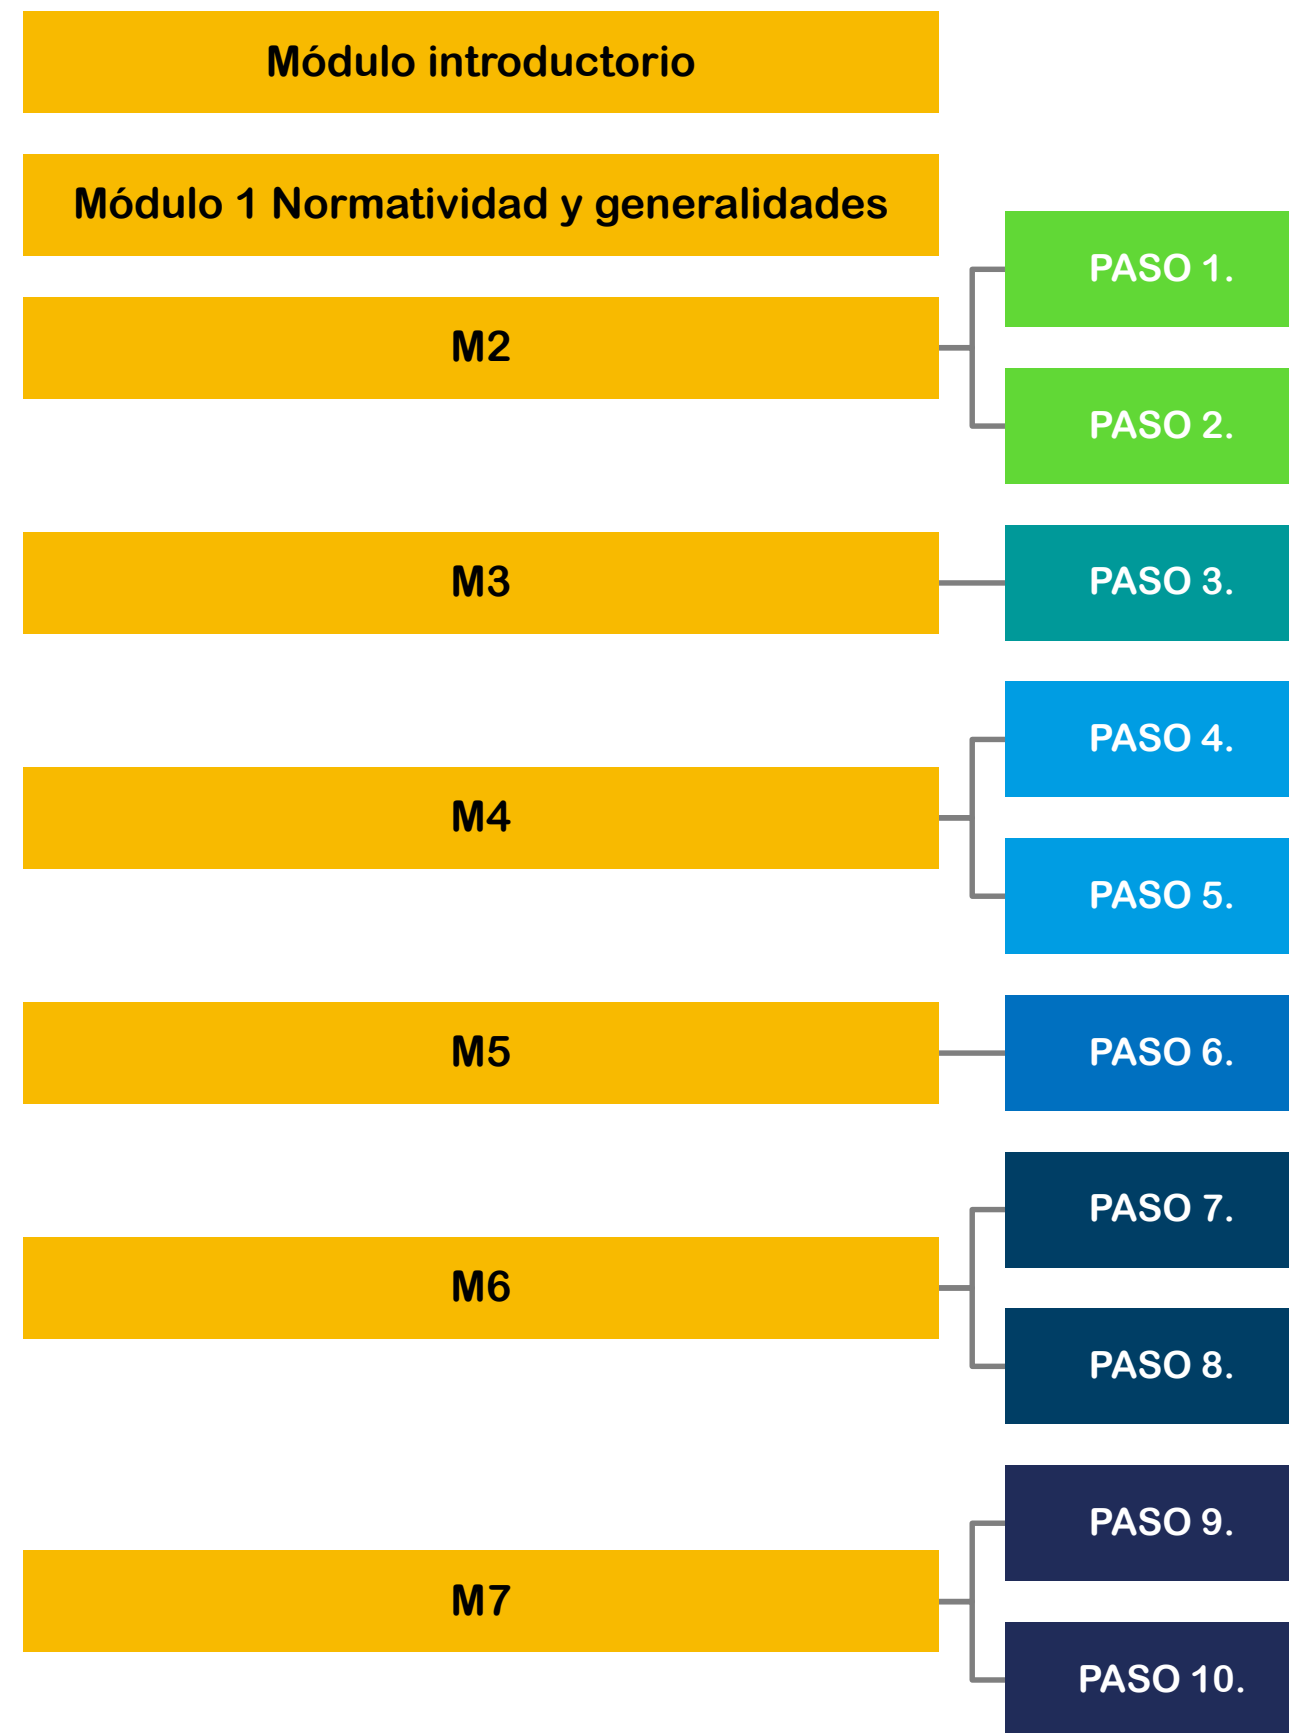 Módulo introductorio
Módulo 1 Normatividad y generalidades
M2
PASO 1.
PASO 2.
M3
PASO 3.
M4
PASO 4.
PASO 5.
M5
PASO 6.
M6
PASO 7.
PASO 8.
M7
PASO 9.
PASO 10.